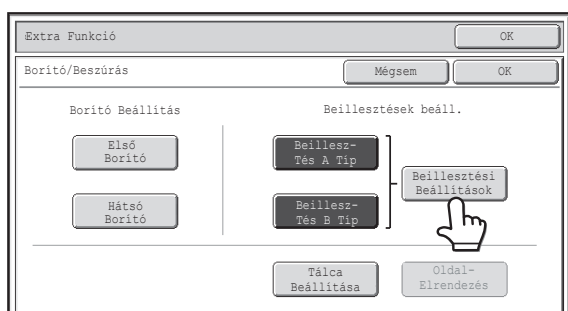 Extra Funkció
OK
Borító/Beszúrás
Mégsem
OK
Borító Beállítás
Beillesztések beáll.
Első
Borító
Beillesz-
Tés A Típ
Beillesztési
Beállítások
Hátsó
Borító
Beillesz-
Tés B Típ
Tálca
Beállítása
Oldal-
Elrendezés